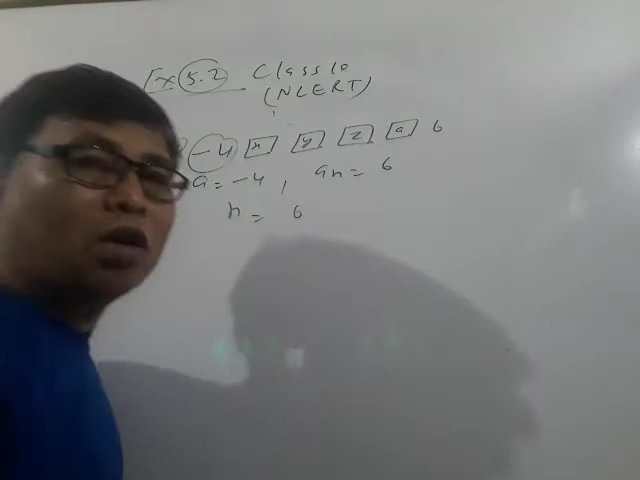 Ex 5.2 Class 10
(NCERT)
-4 x y z a 6
a = -4, an = 6
n = 6